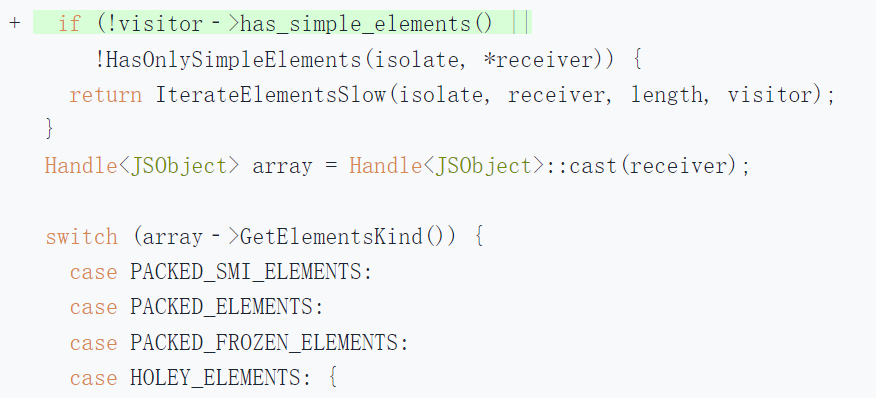 +   if (!visitor->has_simple_elements() ||
      !HasOnlySimpleElements(isolate, *receiver)) {
    return IterateElementsSlow(isolate, receiver, length, visitor);
  }
  Handle<JSObject> array = Handle<JSObject>::cast(receiver);

  switch (array->GetElementsKind()) {
    case PACKED_SMI_ELEMENTS:
    case PACKED_ELEMENTS:
    case PACKED_FROZEN_ELEMENTS:
    case HOLEY_ELEMENTS: {